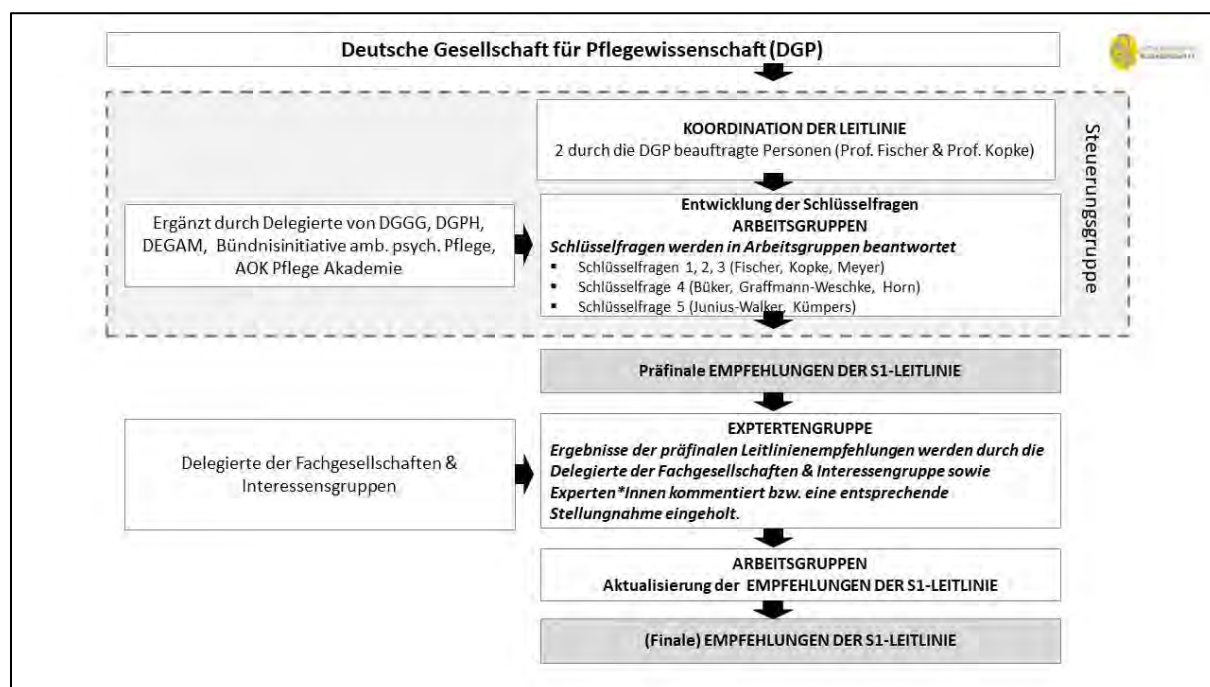 Deutsche Gesellschaft für Pflegewissenschaft (DGP)
KOORDINATION DER LEITLINIE
2 durch die DGP beauftragte Personen (Prof. Fischer & Prof. Kopke)
Steuerungsgruppe
Ergänzt durch Delegierte von DGGG, DGPH,
DEGAM, Bündnisinitiative amb. psych. Pflege,
AOK Pflege Akademie
Entwicklung der Schlüsselfragen
ARBEITSGRUPPEN
Schlüsselfragen werden in Arbeitsgruppen beantwortet
▪ Schlüsselfragen 1, 2, 3 (Fischer, Kopke, Meyer)
▪ Schlüsselfrage 4 (Büker, Graffmann-Weschke, Horn)
▪ Schlüsselfrage 5 (Junius-Walker, Kümpers)
Präfinale EMPFEHLUNGEN DER S1-LEITLINIE
Delegierte der Fachgesellschaften &
Interessensgruppen
EXPTERTENGRUPPE
Ergebnisse der präfinalen Leitlinienempfehlungen werden durch die
Delegierte der Fachgesellschaften & Interessengruppe sowie
Experten*Innen kommentiert bzw. eine entsprechende
Stellungnahme eingeholt.
ARBEITSGRUPPEN
Aktualisierung der EMPFEHLUNGEN DER S1-LEITLINIE
(Finale) EMPFEHLUNGEN DER S1-LEITLINIE